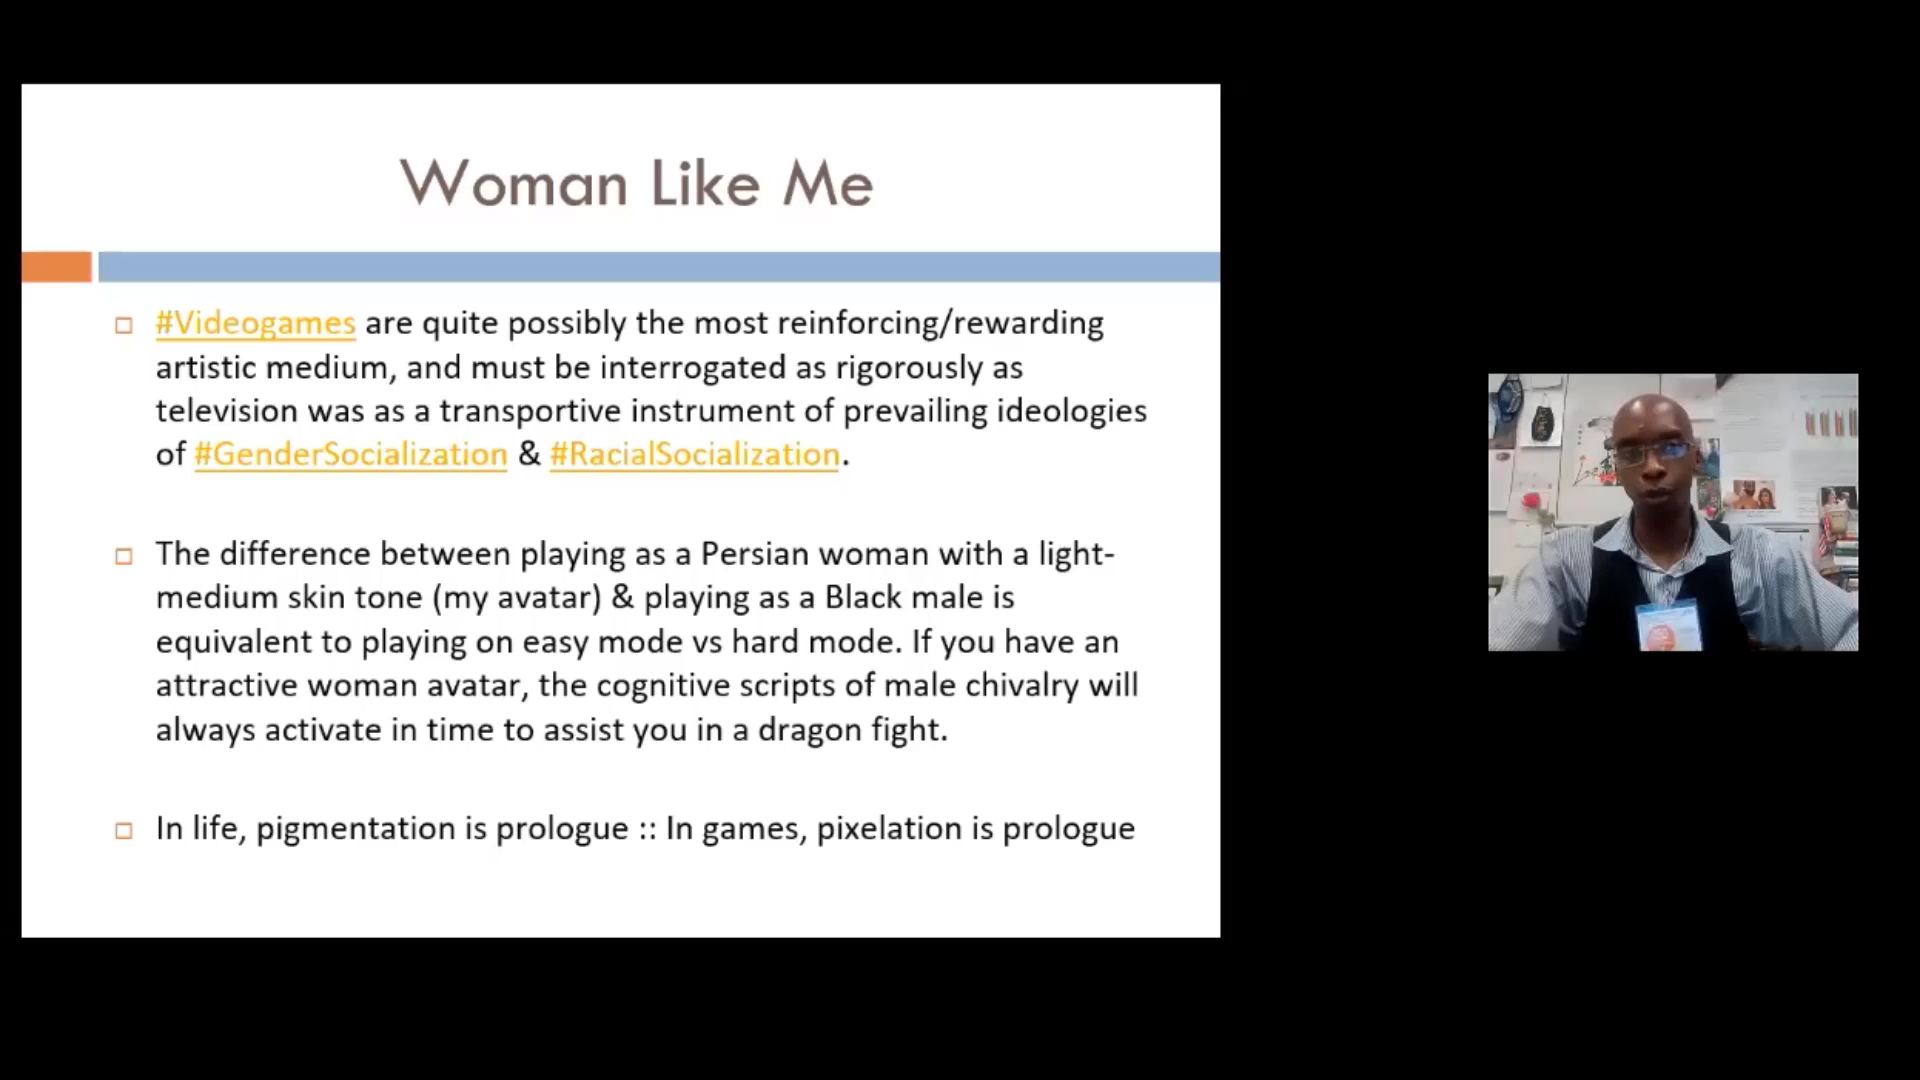 Woman Like Me
#Videogames are quite possibly the most reinforcing/rewarding
artistic medium, and must be interrogated as rigorously as
television was as a transportive instrument of prevailing ideologies
of #GenderSocialization & #RacialSocialization.
The difference between playing as a Persian woman with a light-
medium skin tone (my avatar) & playing as a Black male is
equivalent to playing on easy mode vs hard mode. If you have an
attractive woman avatar, the cognitive scripts of male chivalry will
always activate in time to assist you in a dragon fight.
In life, pigmentation is prologue :: In games, pixelation is prologue